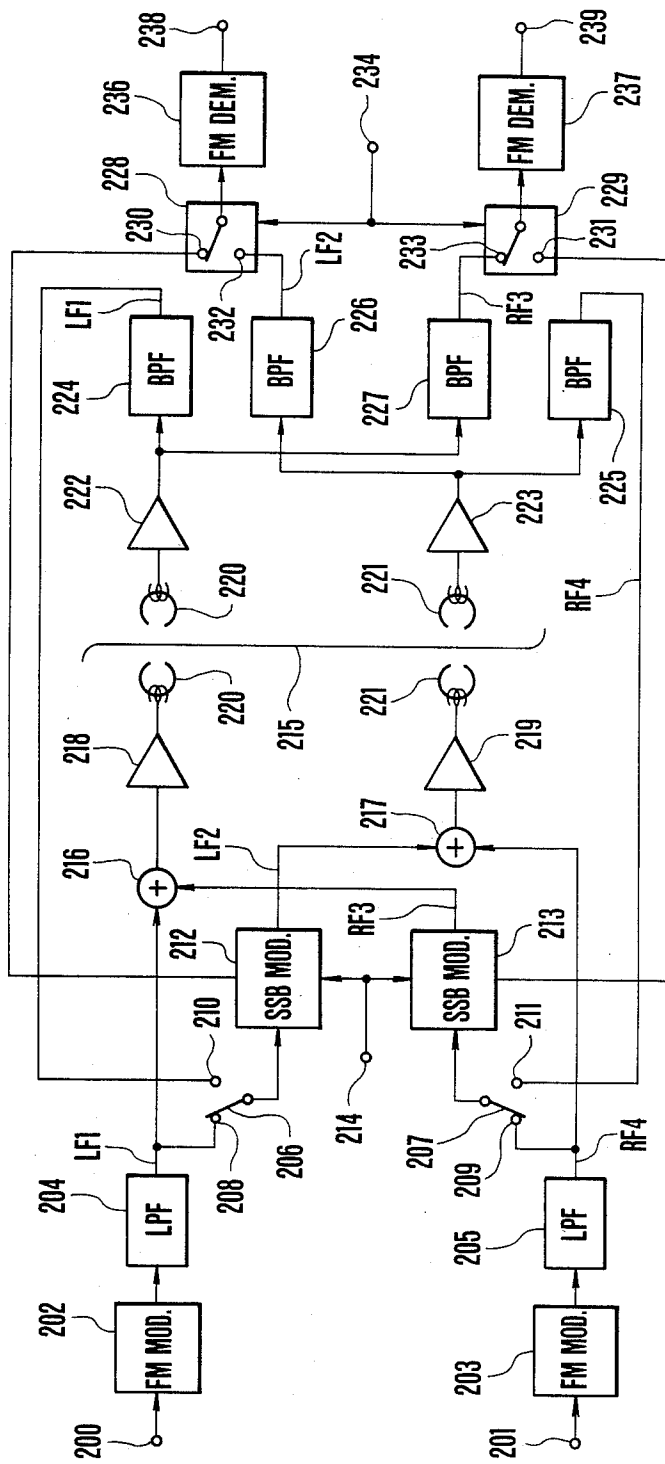 200
FM MOD.
202
LPF
204
LF1
208
206
210
SSB MOD.
212
LF2
216
218
220
215
220
222
BPF
224
LF1
230
228
FM DEM.
236
238
232
LF2
BPF
226
214
234
201
FM MOD.
203
LPF
205
RF4
209
207
211
SSB MOD.
213
RF3
217
219
221
221
223
BPF
227
RF3
233
229
231
FM DEM.
237
239
BPF
225
RF4